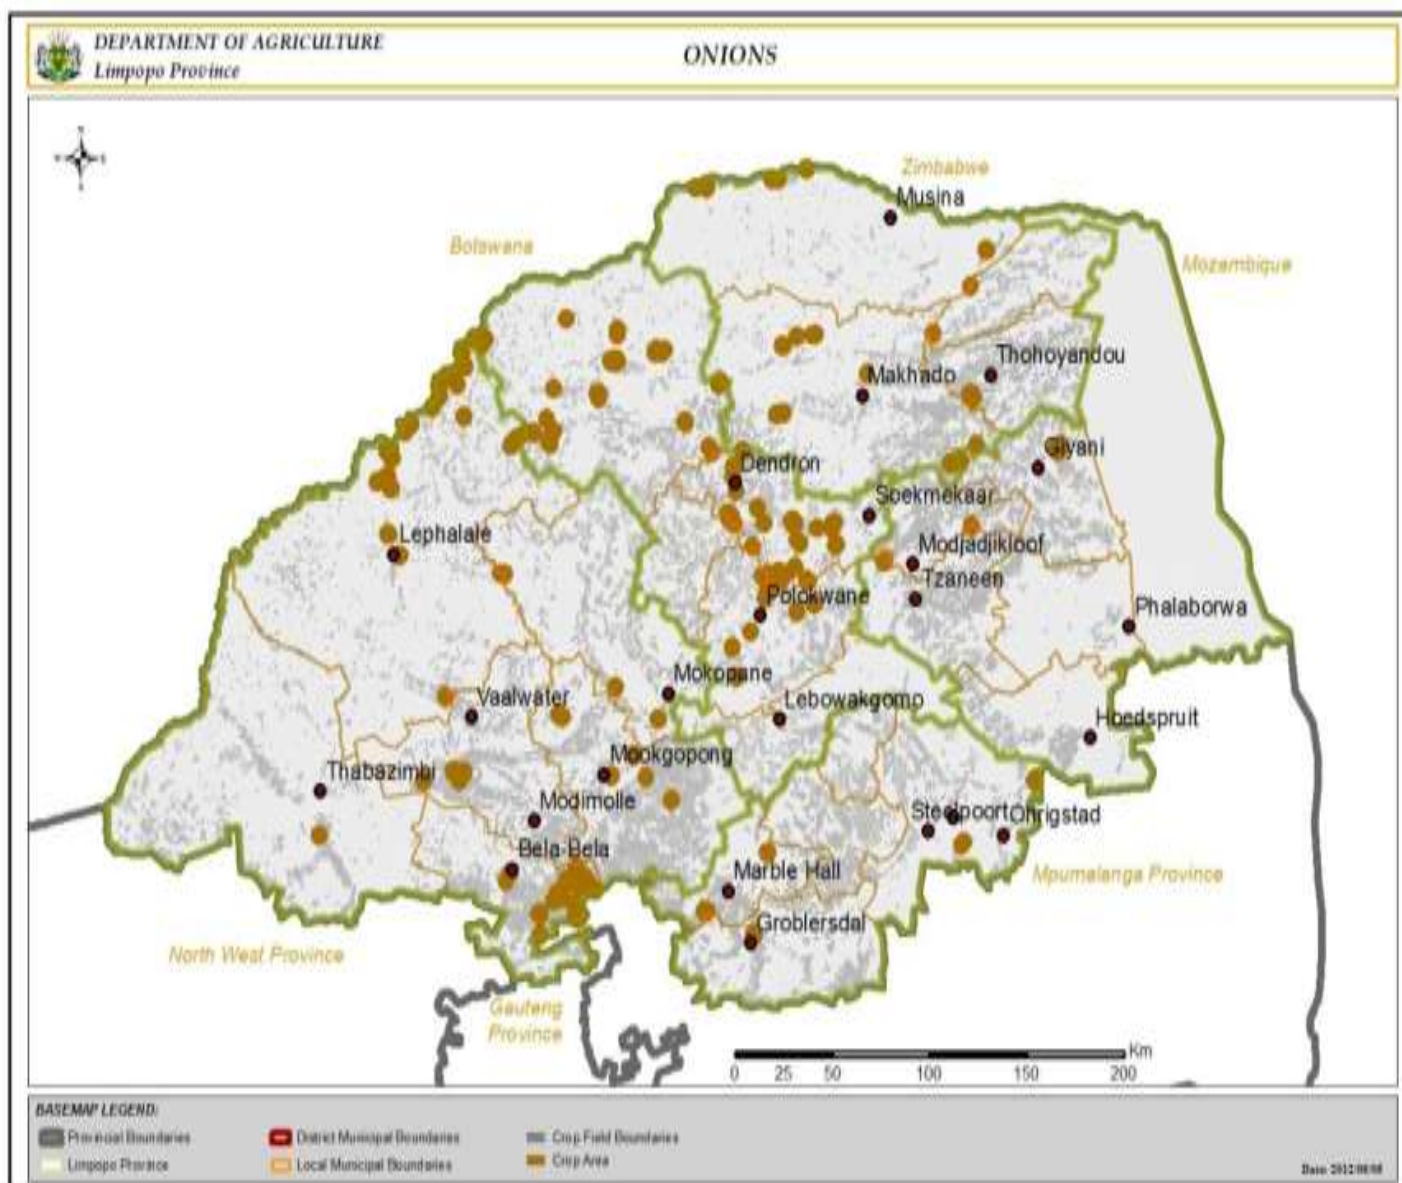 DEPARTMENT OF AGRICULTURE
Limpopo Province
ONIONS
Zimbabwe
Musina
Botswana
Mozambique
Thohoyandou
Makhado
Giyani
Dendron
Soekmekaar
Lephalale
Modjadjikloof
Tzaneen
Polokwane
Phalaborwa
Mokopane
Vaalwater
Lebowakgomo
Hoedspruit
Mookgopong
Thabazimbi
Modimolle
Steelpoort
Ohrigstad
Bela-Bela
Marble Hall
Mpumalanga Province
Groblersdal
North West Province
Gauteng
Province
Km
0 25 50 100 150 200
BASEMAP LEGEND:
Provincial Boundaries
District Municipal Boundaries
Crop Field Boundaries
Limpopo Province
Local Municipal Boundaries
Crop Area